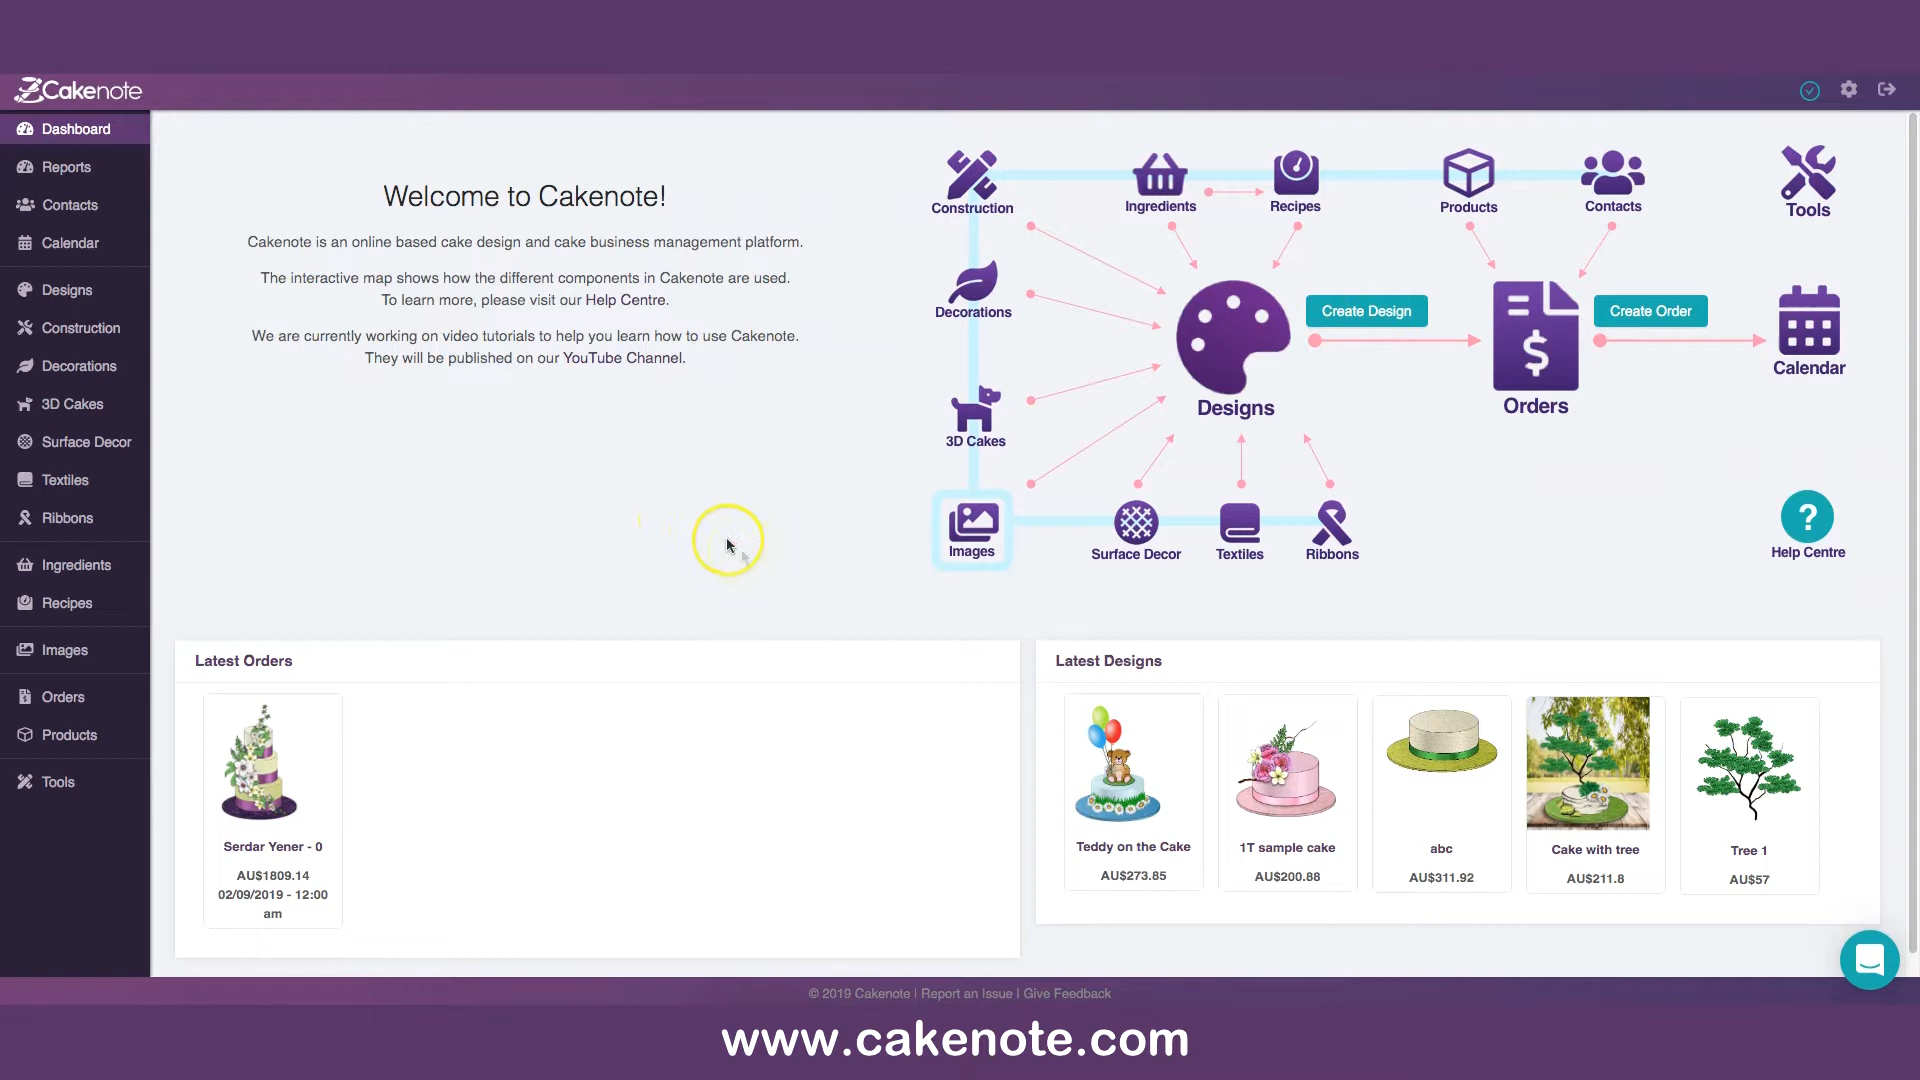 Cakenote
Dashboard
Reports
Contacts
Calendar
Designs
Construction
Decorations
3D Cakes
Surface Decor
Textiles
Ribbons
Ingredients
Recipes
Images
Orders
Products
Tools
Welcome to Cakenote!
Cakenote is an online based cake design and cake business management platform.
The interactive map shows how the different components in Cakenote are used.
To learn more, please visit our Help Centre.
We are currently working on video tutorials to help you learn how to use Cakenote.
They will be published on our YouTube Channel.
Construction
Ingredients
Recipes
Products
Contacts
Tools
Decorations
Create Design
Create Order
Calendar
Designs
Orders
3D Cakes
Images
Surface Decor
Textiles
Ribbons
?
Help Centre
Latest Orders
Serdar Yener - 0
AU$1809.14
02/09/2019 - 12:00
am
Latest Designs
Teddy on the Cake
AU$273.85
1T sample cake
AU$200.88
abc
AU$311.92
Cake with tree
AU$211.8
Tree 1
AU$57
© 2019 Cakenote | Report an Issue | Give Feedback
www.cakenote.com